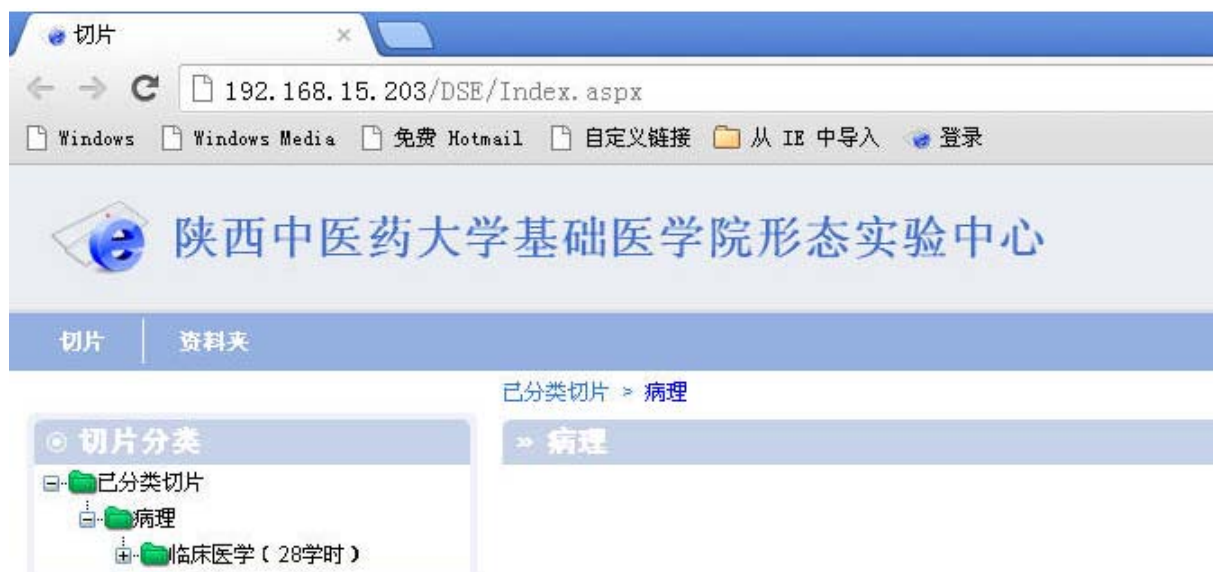 切片
192.168.15.203/DSE/Index.aspx
Windows Windows Media 免费 Hotmail 自定义链接 从 IE 中导入 登录
陕西中医药大学基础医学院形态实验中心
切片 资料夹
已分类切片 > 病理
切片分类
» 病理
已分类切片
病理
临床医学（28学时）